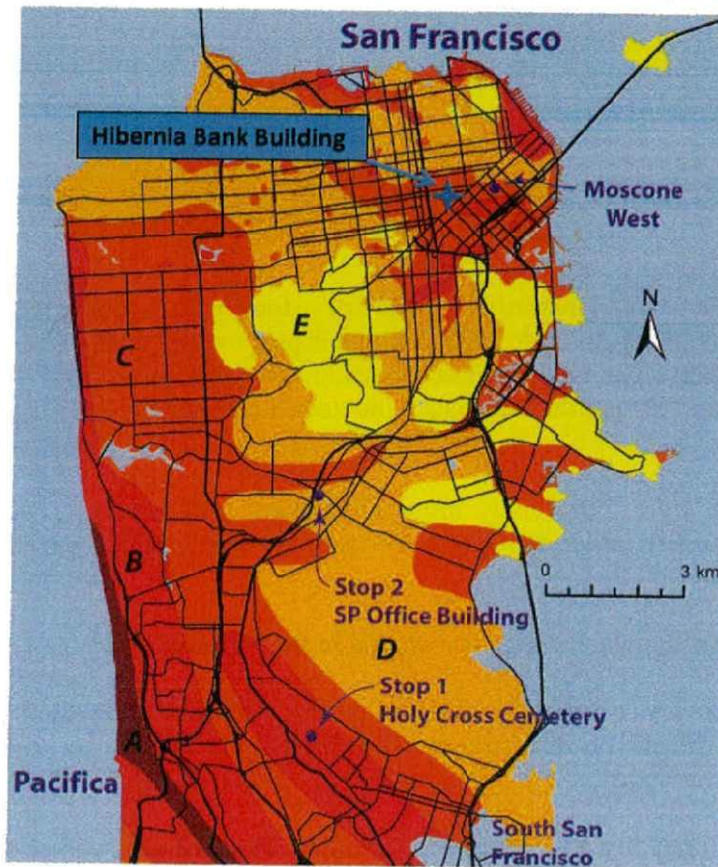 San Francisco
Hibernia Bank Building
Moscone
West
N
E
C
0 3 km
B
Stop 2
SP Office Building
D
Stop 1
Holy Cross Cemetery
A
Pacifica
South San
Francisco